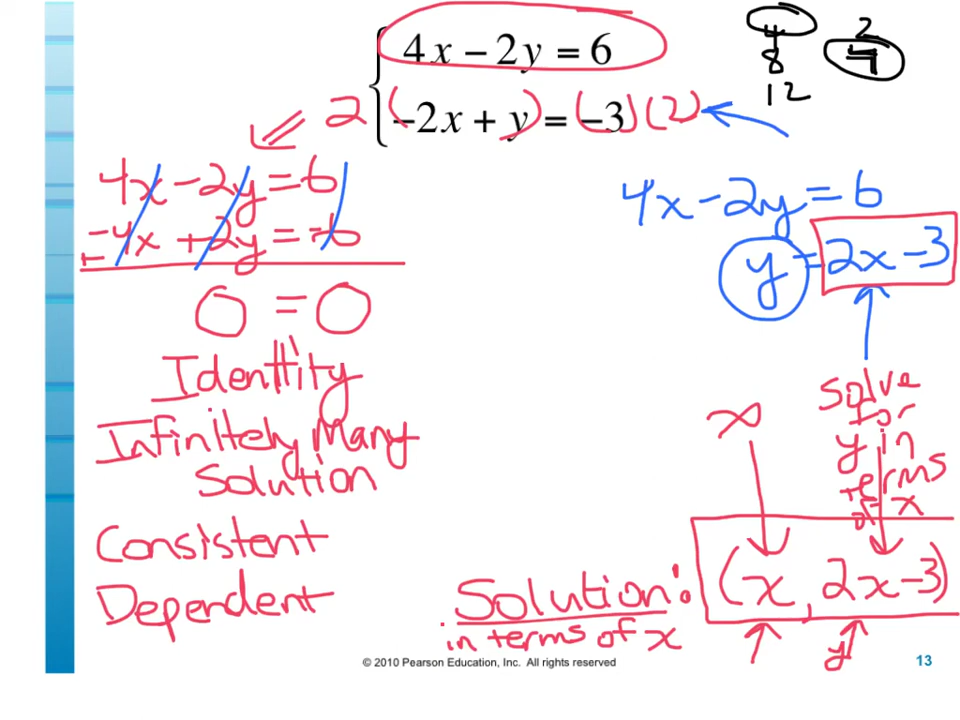 4x − 2y = 6
2(−2x + y) = (−3)(2)
4
8
12
2
4
4x − 2y = 6
+ −4x + 2y = −6
0 = 0
Identtity
Infinitely Many
Solution
Consistent
Dependent
4x − 2y = 6
y = 2x − 3
solve
for
y in
terms
of x
∞
Solution:
in terms of x
(x, 2x − 3)
y
© 2010 Pearson Education, Inc. All rights reserved
13